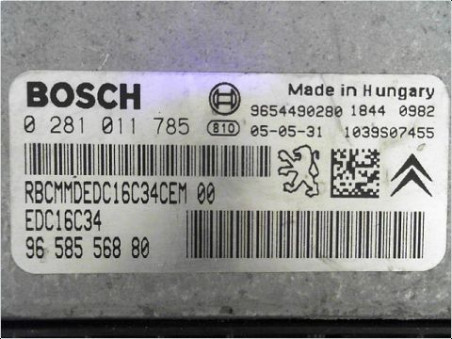 BOSCH
Made in Hungary
9654490280 1844 0982
0 281 011 785 810 05-05-31 1039S07455
RBCMMDEDC16C34CEM 00
EDC16C34
96 585 568 80